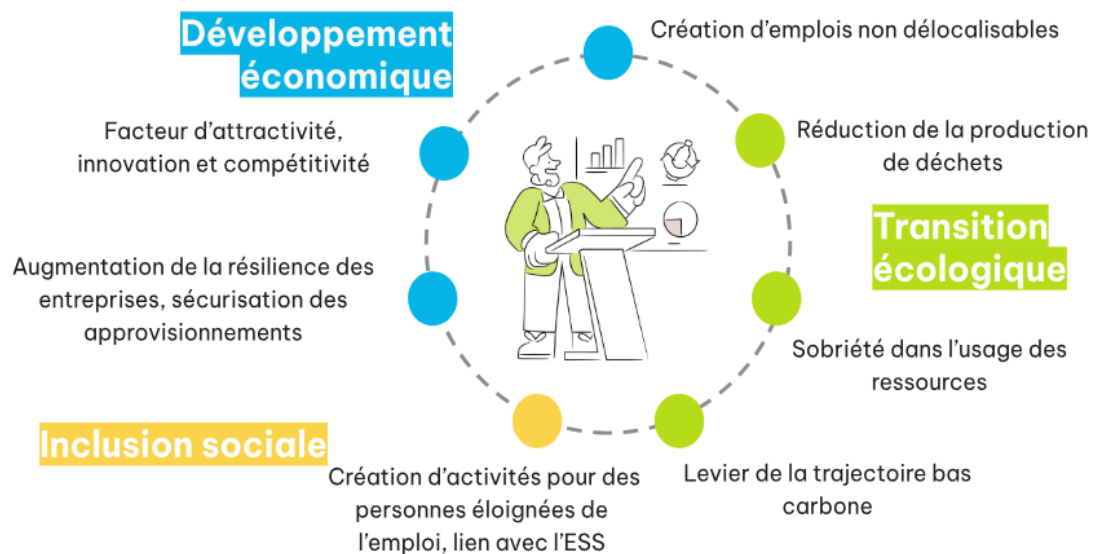 Développement
économique
Création d’emplois non délocalisables
Facteur d’attractivité,
innovation et compétitivité
Réduction de la production
de déchets
Transition
écologique
Augmentation de la résilience des
entreprises, sécurisation des
approvisionnements
Sobriété dans l’usage des
ressources
Inclusion sociale
Création d’activités pour des
personnes éloignées de
l’emploi, lien avec l’ESS
Levier de la trajectoire bas
carbone